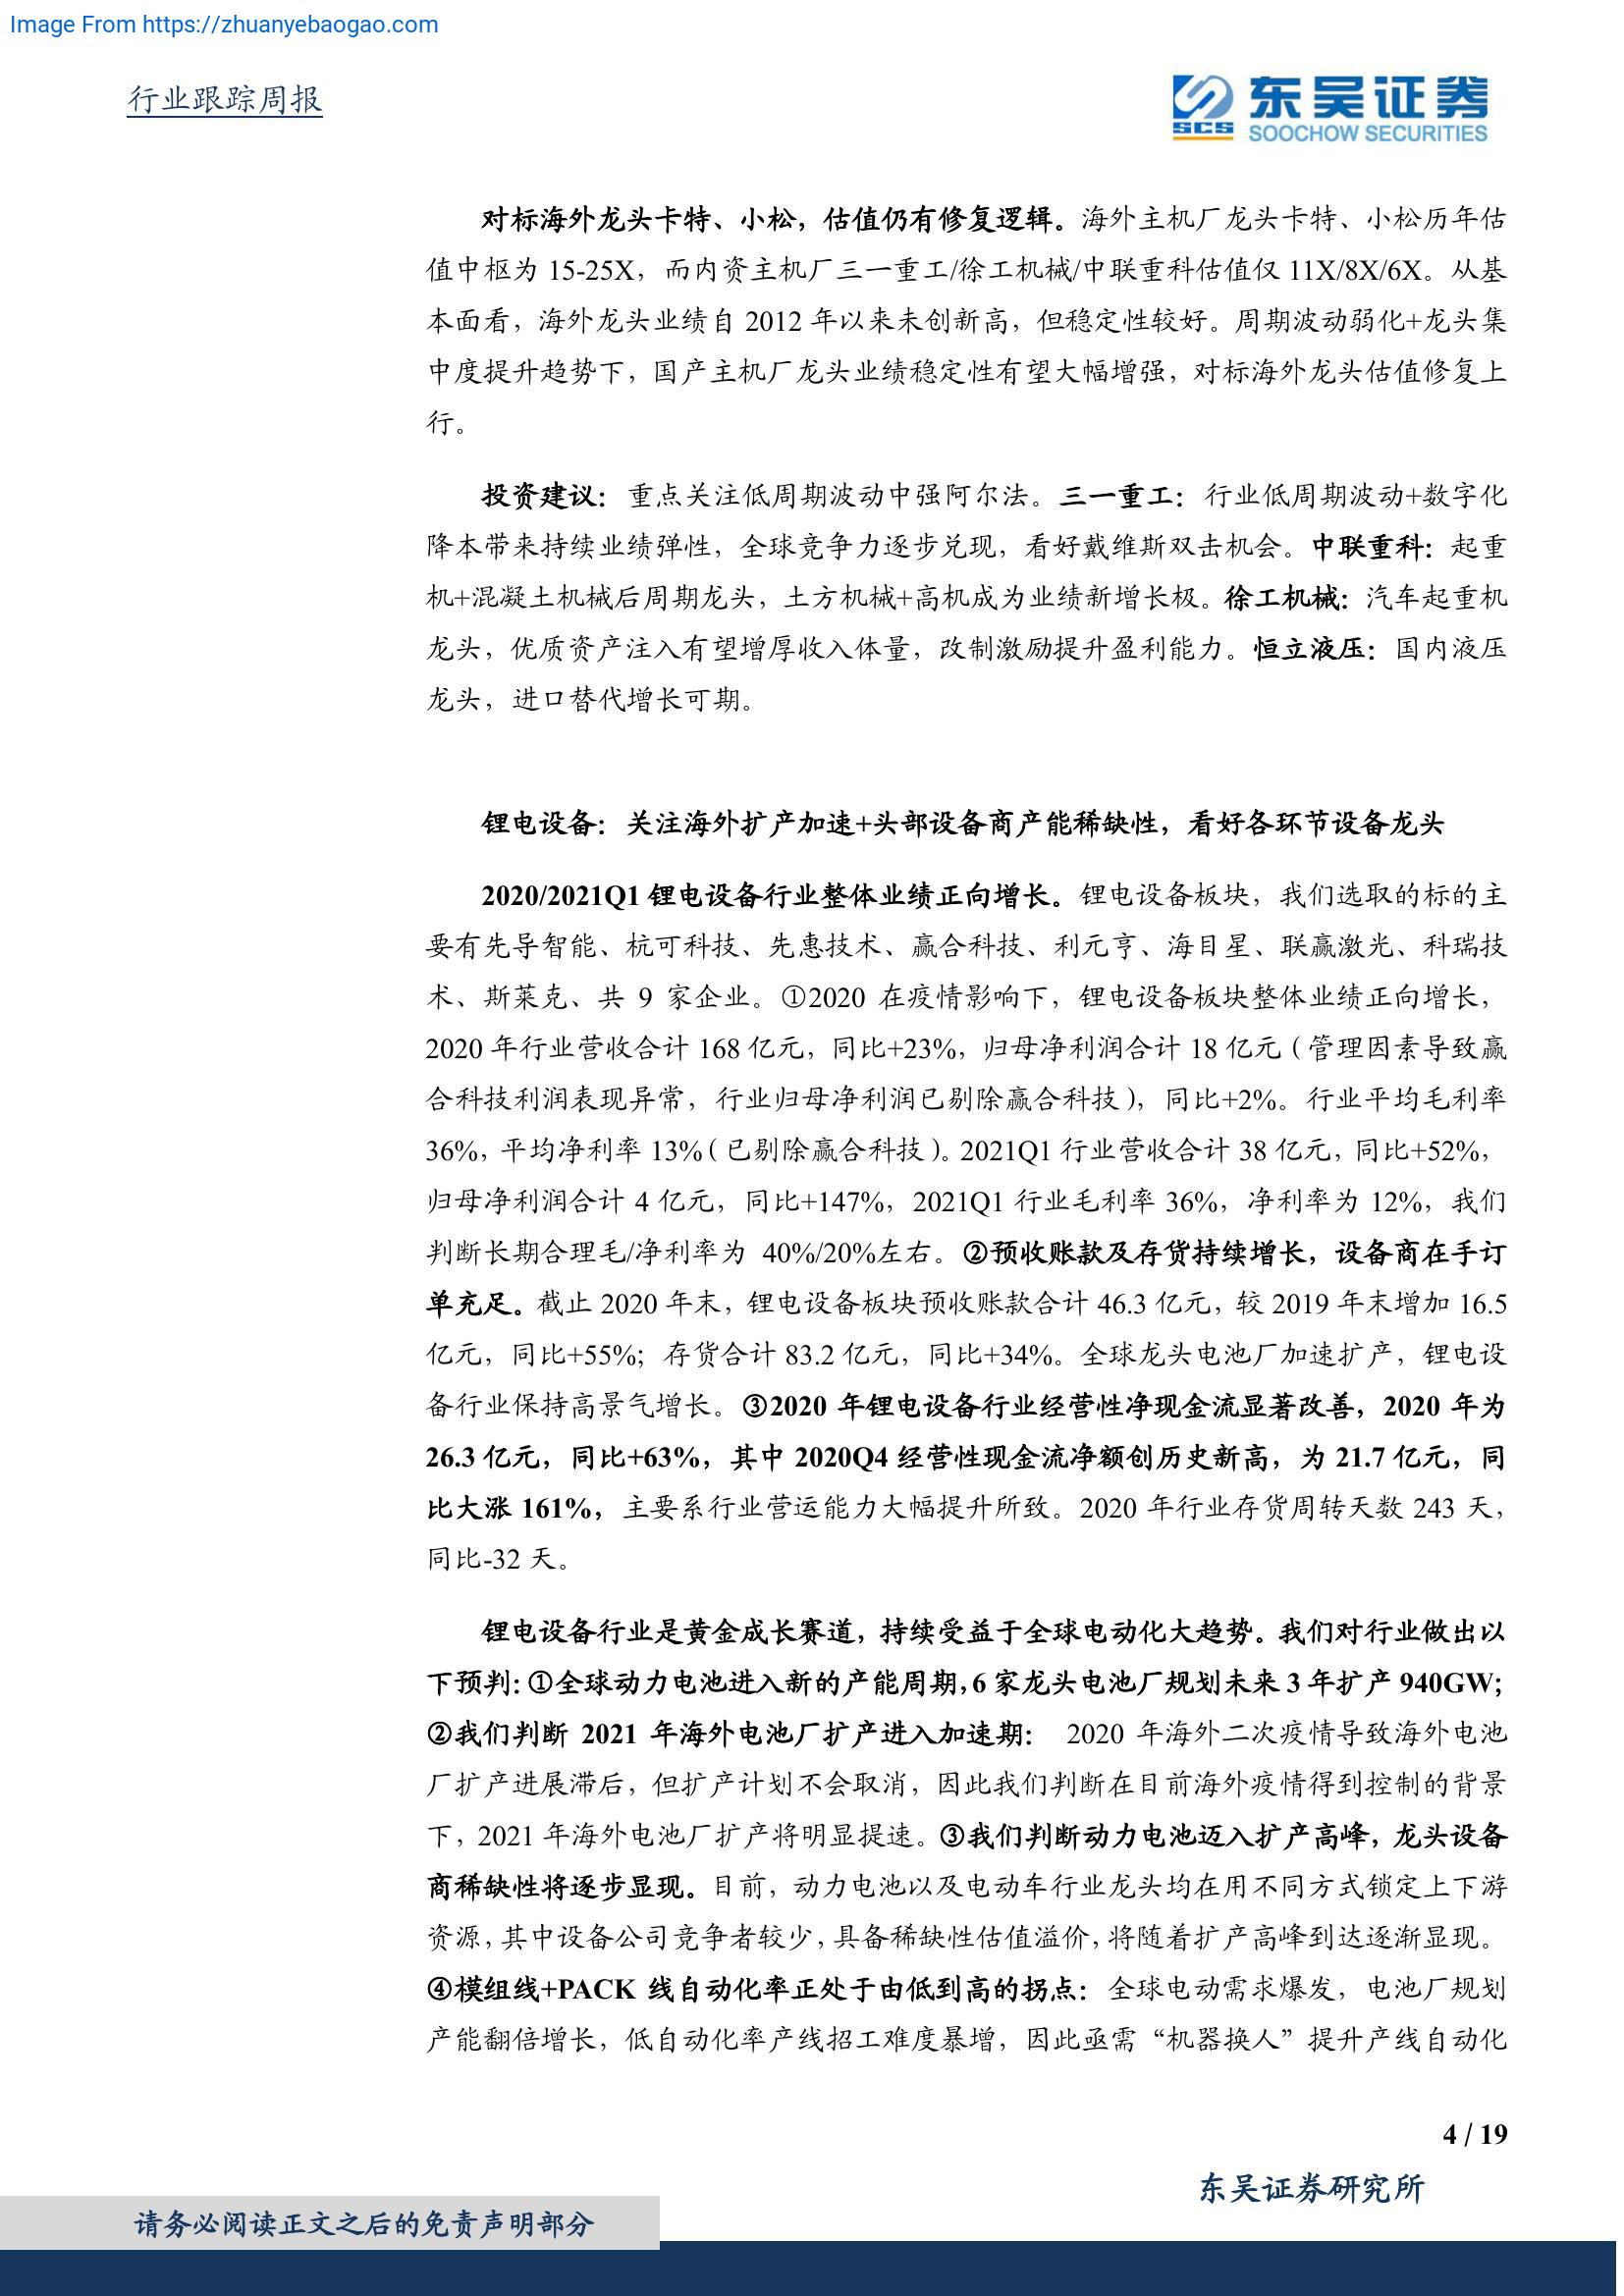 Image From https://zhuanyebaogao.com
行业跟踪周报
SCS
东吴证券
SOOCHOW SECURITIES
对标海外龙头卡特、小松，估值仍有修复逻辑。海外主机厂龙头卡特、小松历年估
值中枢为 15-25X，而内资主机厂三一重工/徐工机械/中联重科估值仅 11X/8X/6X。从基
本面看，海外龙头业绩自 2012 年以来未创新高，但稳定性较好。周期波动弱化+龙头集
中度提升趋势下，国产主机厂龙头业绩稳定性有望大幅增强，对标海外龙头估值修复上
行。
投资建议：重点关注低周期波动中强阿尔法。三一重工：行业低周期波动+数字化
降本带来持续业绩弹性，全球竞争力逐步兑现，看好戴维斯双击机会。中联重科：起重
机+混凝土机械后周期龙头，土方机械+高机成为业绩新增长极。徐工机械：汽车起重机
龙头，优质资产注入有望增厚收入体量，改制激励提升盈利能力。恒立液压：国内液压
龙头，进口替代增长可期。
锂电设备：关注海外扩产加速+头部设备商产能稀缺性，看好各环节设备龙头
2020/2021Q1 锂电设备行业整体业绩正向增长。锂电设备板块，我们选取的标的主
要有先导智能、杭可科技、先惠技术、赢合科技、利元亨、海目星、联赢激光、科瑞技
术、斯莱克、共 9 家企业。①2020 在疫情影响下，锂电设备板块整体业绩正向增长，
2020 年行业营收合计 168 亿元，同比+23%，归母净利润合计 18 亿元（管理因素导致赢
合科技利润表现异常，行业归母净利润已剔除赢合科技），同比+2%。行业平均毛利率
36%，平均净利率 13%（已剔除赢合科技）。2021Q1 行业营收合计 38 亿元，同比+52%，
归母净利润合计 4 亿元，同比+147%，2021Q1 行业毛利率 36%，净利率为 12%，我们
判断长期合理毛/净利率为 40%/20%左右。②预收账款及存货持续增长，设备商在手订
单充足。截止 2020 年末，锂电设备板块预收账款合计 46.3 亿元，较 2019 年末增加 16.5
亿元，同比+55%；存货合计 83.2 亿元，同比+34%。全球龙头电池厂加速扩产，锂电设
备行业保持高景气增长。③2020 年锂电设备行业经营性净现金流显著改善，2020 年为
26.3 亿元，同比+63%，其中 2020Q4 经营性现金流净额创历史新高，为 21.7 亿元，同
比大涨 161%，主要系行业营运能力大幅提升所致。2020 年行业存货周转天数 243 天，
同比-32 天。
锂电设备行业是黄金成长赛道，持续受益于全球电动化大趋势。我们对行业做出以
下预判：①全球动力电池进入新的产能周期，6 家龙头电池厂规划未来 3 年扩产 940GW；
②我们判断 2021 年海外电池厂扩产进入加速期： 2020 年海外二次疫情导致海外电池
厂扩产进展滞后，但扩产计划不会取消，因此我们判断在目前海外疫情得到控制的背景
下，2021 年海外电池厂扩产将明显提速。③我们判断动力电池迈入扩产高峰，龙头设备
商稀缺性将逐步显现。目前，动力电池以及电动车行业龙头均在用不同方式锁定上下游
资源，其中设备公司竞争者较少，具备稀缺性估值溢价，将随着扩产高峰到达逐渐显现。
④模组线+PACK 线自动化率正处于由低到高的拐点：全球电动需求爆发，电池厂规划
产能翻倍增长，低自动化率产线招工难度暴增，因此亟需“机器换人”提升产线自动化
4 / 19
东吴证券研究所
请务必阅读正文之后的免责声明部分